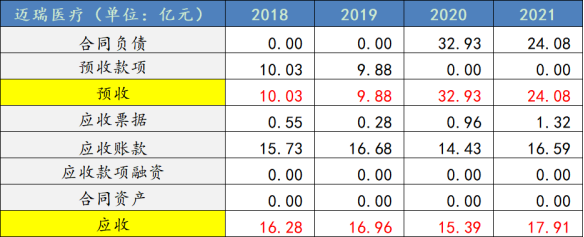 迈瑞医疗（单位：亿元） 2018 2019 2020 2021
合同负债 0.00 0.00 32.93 24.08
预收款项 10.03 9.88 0.00 0.00
预收 10.03 9.88 32.93 24.08
应收票据 0.55 0.28 0.96 1.32
应收账款 15.73 16.68 14.43 16.59
应收款项融资 0.00 0.00 0.00 0.00
合同资产 0.00 0.00 0.00 0.00
应收 16.28 16.96 15.39 17.91